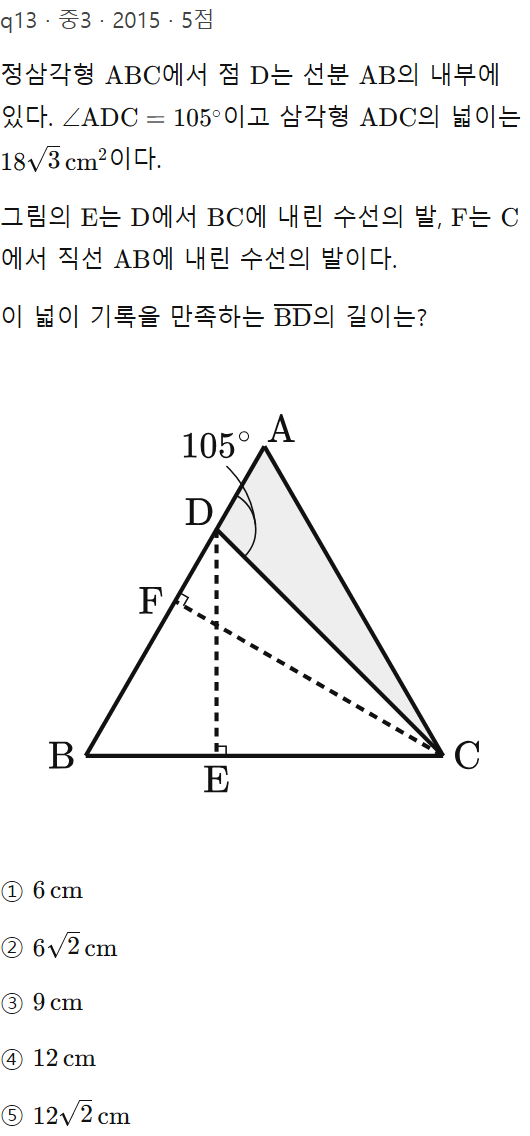 q13 · 중3 · 2015 · 5점
정삼각형 ABC에서 점 D는 선분 AB의 내부에
있다. ∠ADC = 105°이고 삼각형 ADC의 넓이는
18√3 cm²이다.
그림의 E는 D에서 BC에 내린 수선의 발, F는 C
에서 직선 AB에 내린 수선의 발이다.
이 넓이 기록을 만족하는 B̅D̅의 길이는?
A
105°
D
F
B
C
E
① 6 cm
② 6√2 cm
③ 9 cm
④ 12 cm
⑤ 12√2 cm